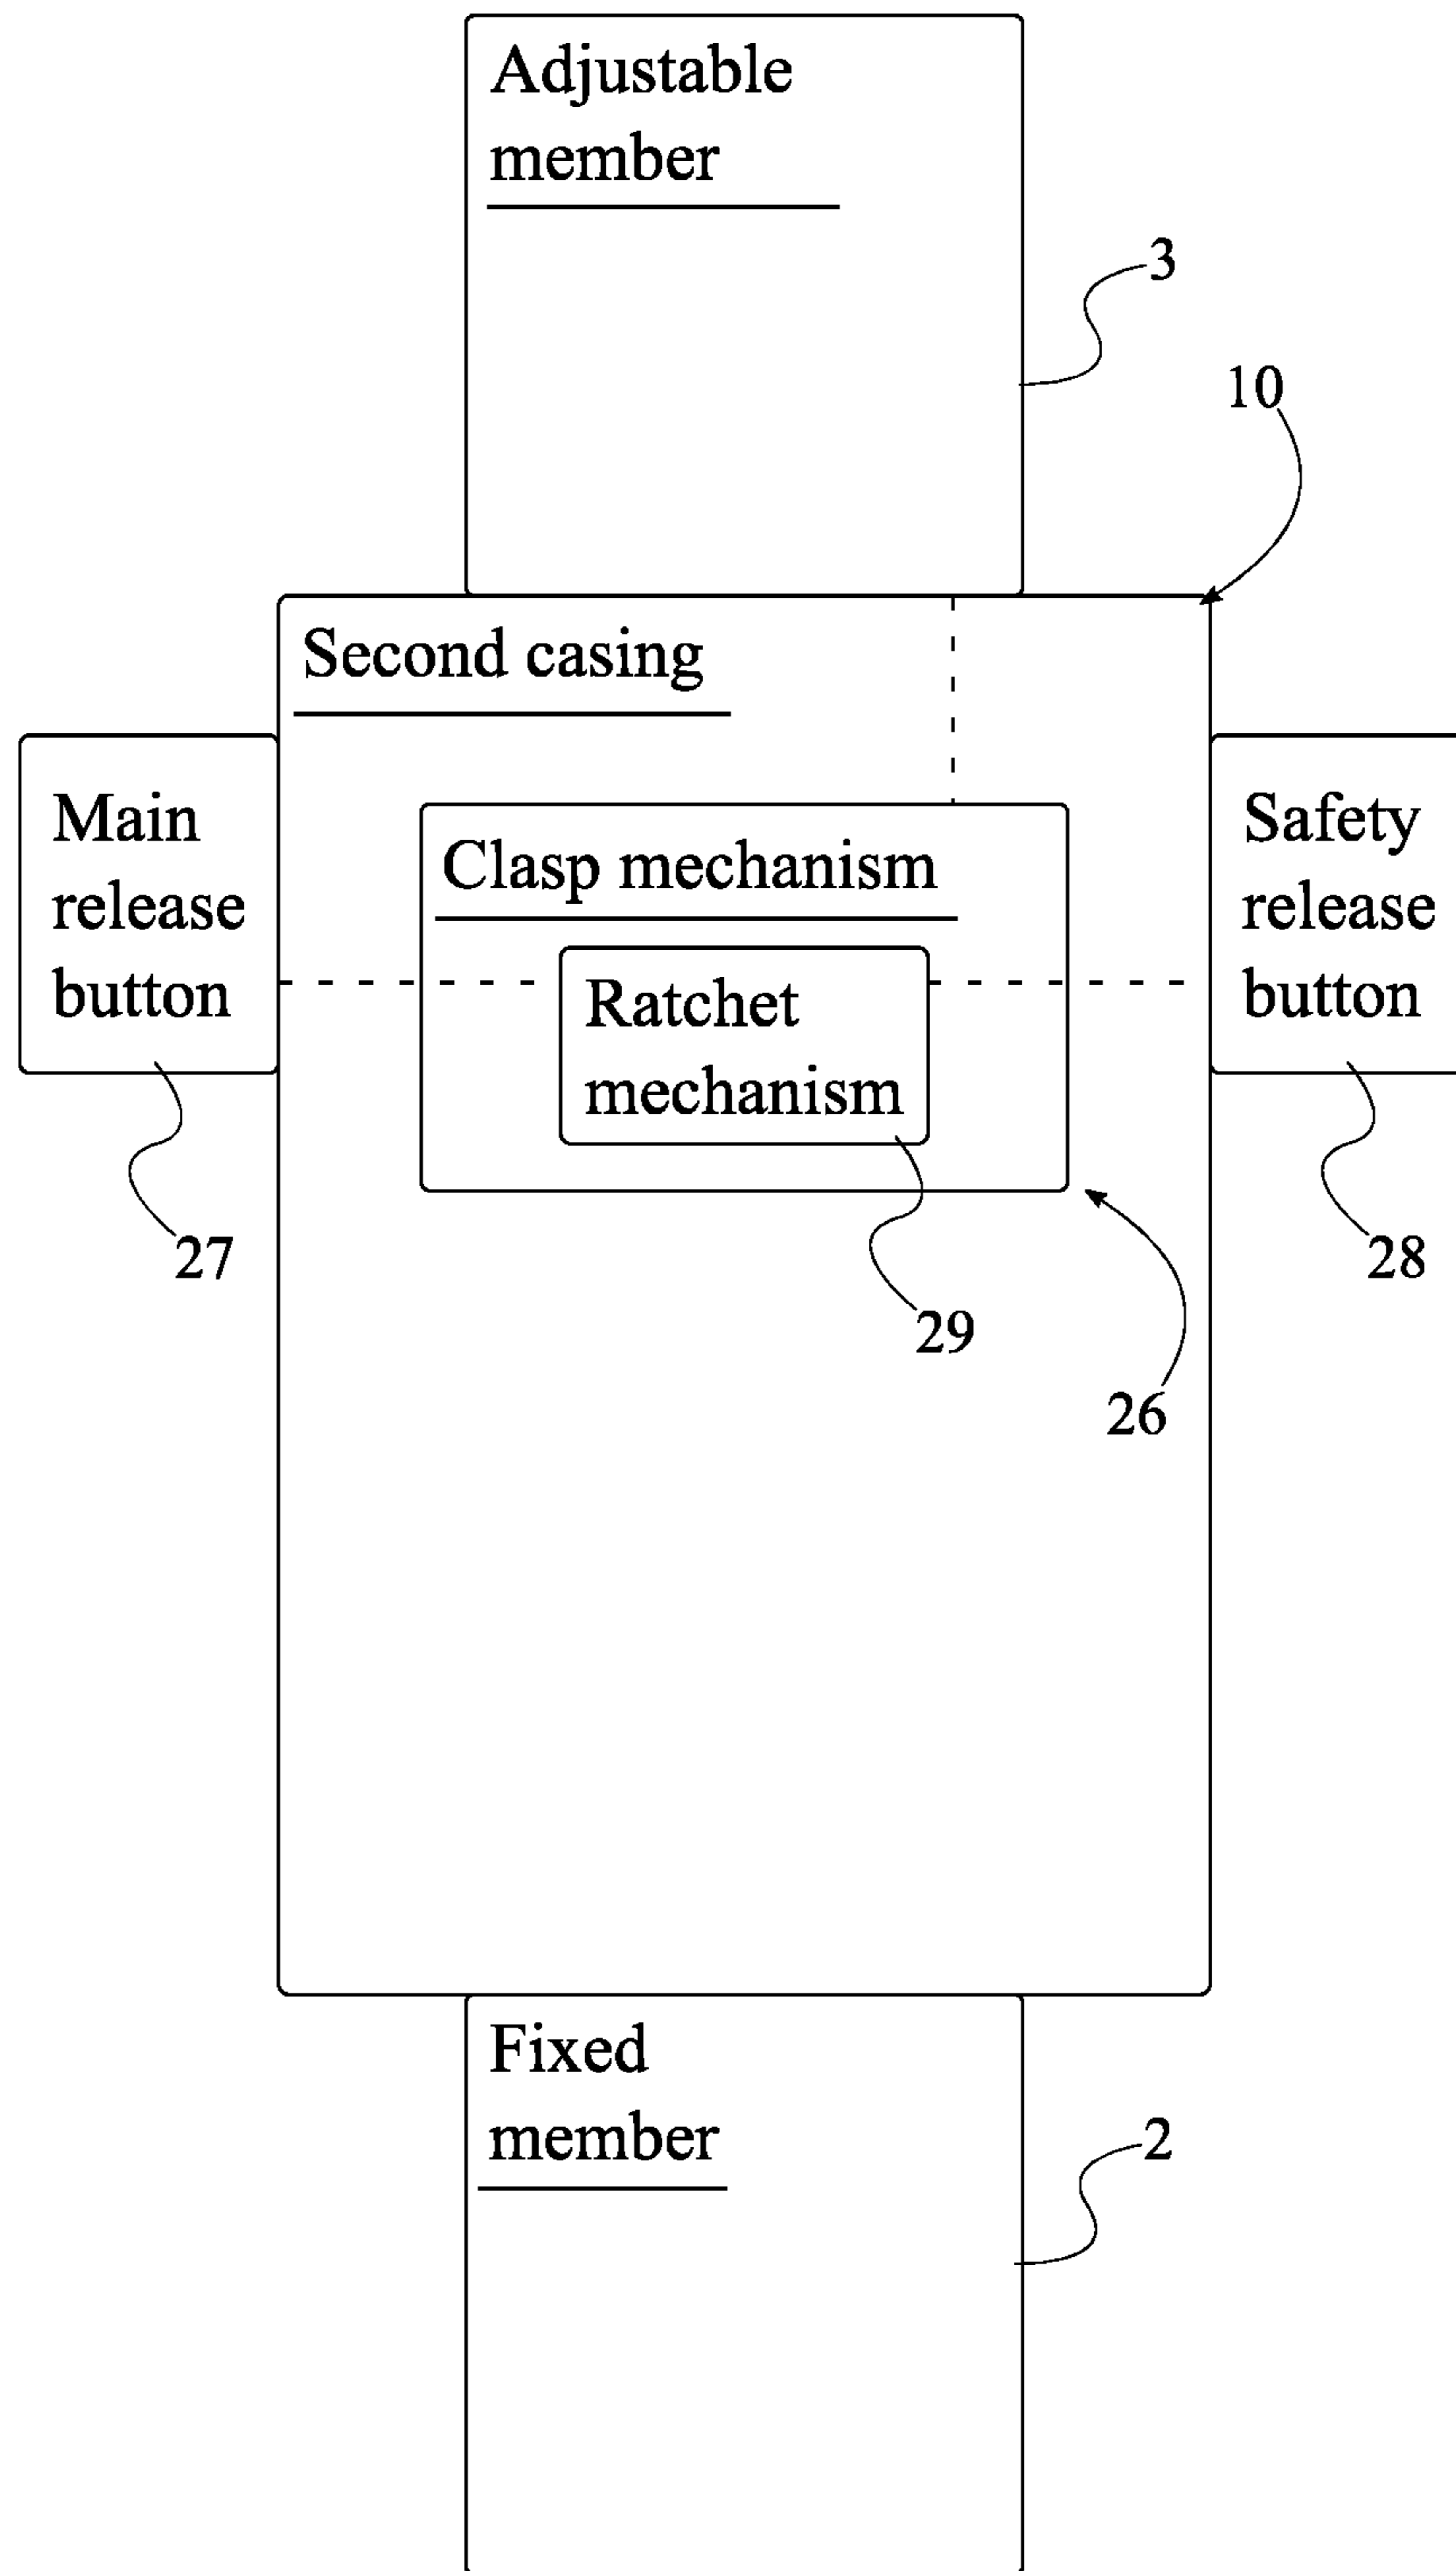 Adjustable
member
3
10
Second casing
Main
release
button
Clasp mechanism
Ratchet
mechanism
Safety
release
button
27
29
28
26
Fixed
member
2